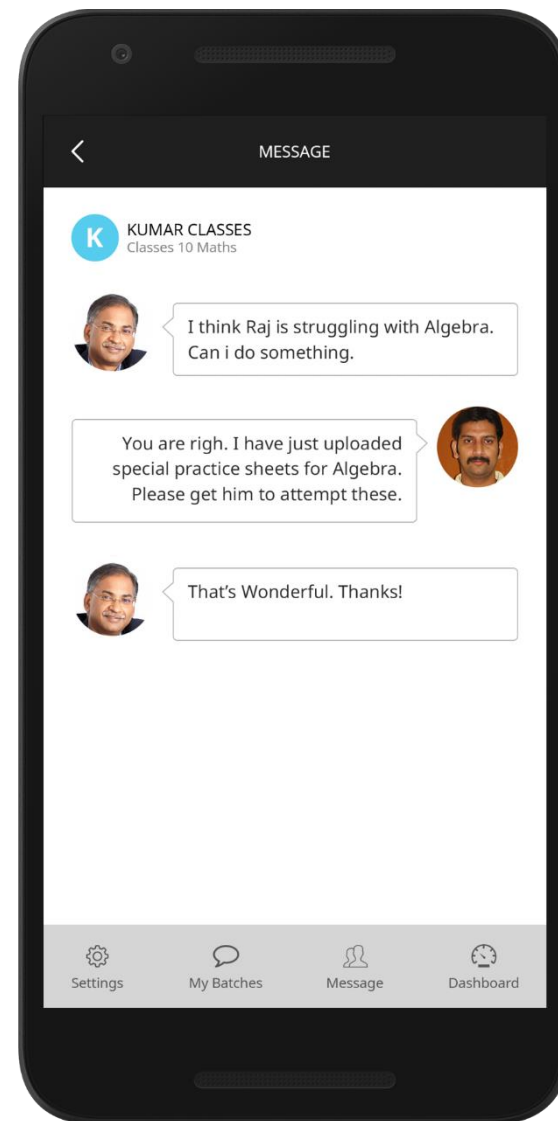 MESSAGE
K
KUMAR CLASSES
Classes 10 Maths
I think Raj is struggling with Algebra.
Can i do something.
You are righ. I have just uploaded
special practice sheets for Algebra.
Please get him to attempt these.
That's Wonderful. Thanks!
Settings
My Batches
Message
Dashboard